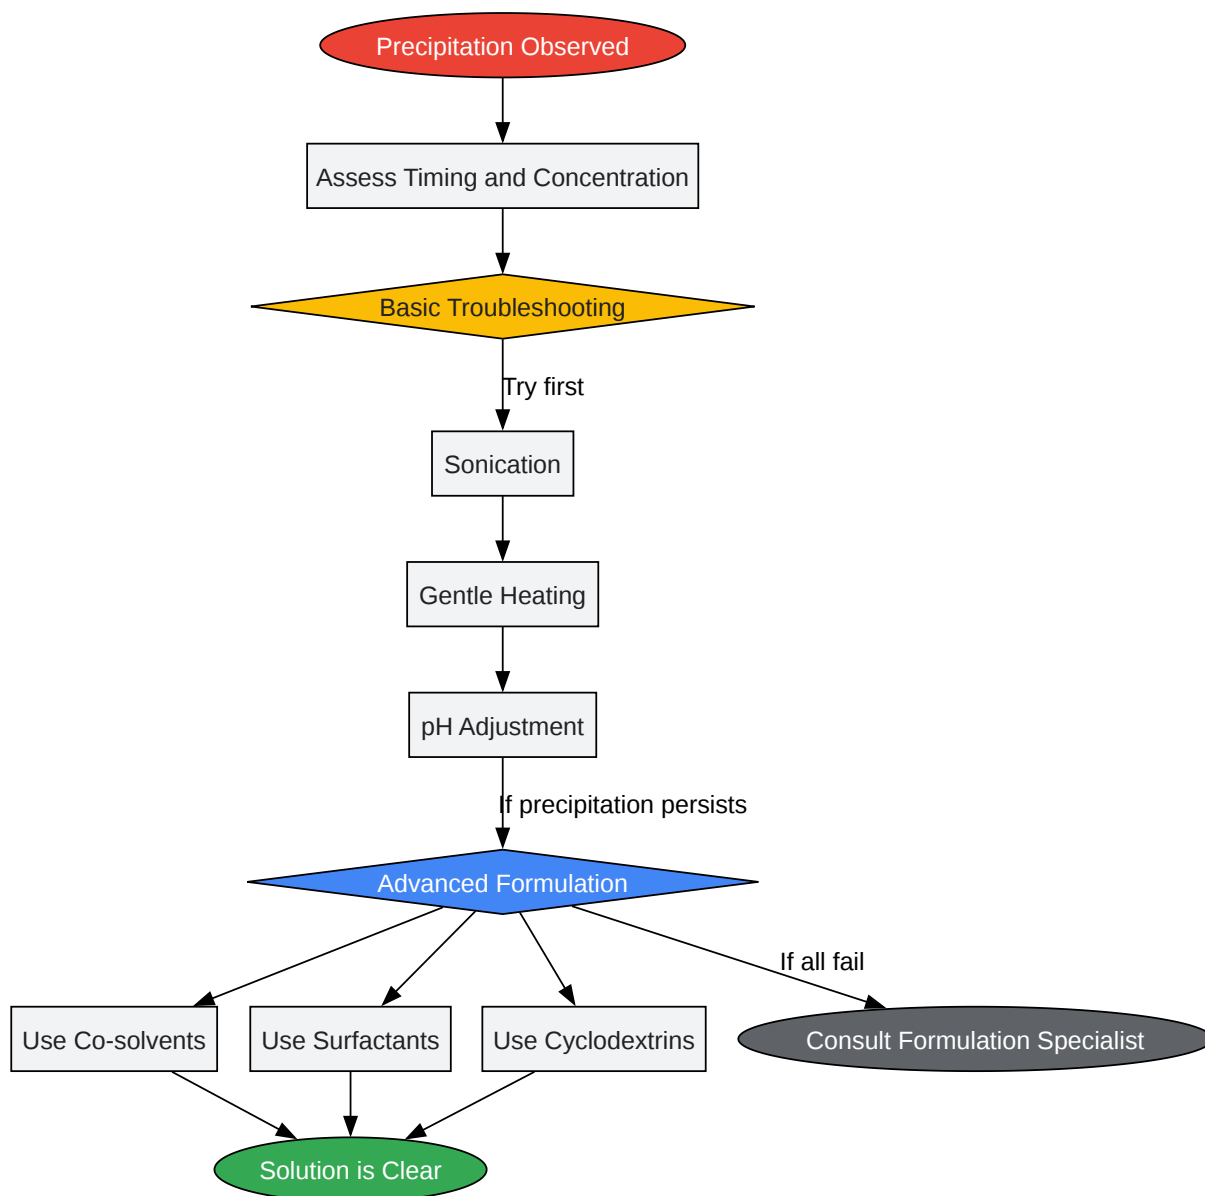 Precipitation Observed
Assess Timing and Concentration
Basic Troubleshooting
Try first
Sonication
Gentle Heating
pH Adjustment
If precipitation persists
Advanced Formulation
If all fail
Use Co-solvents
Use Surfactants
Use Cyclodextrins
Consult Formulation Specialist
Solution is Clear